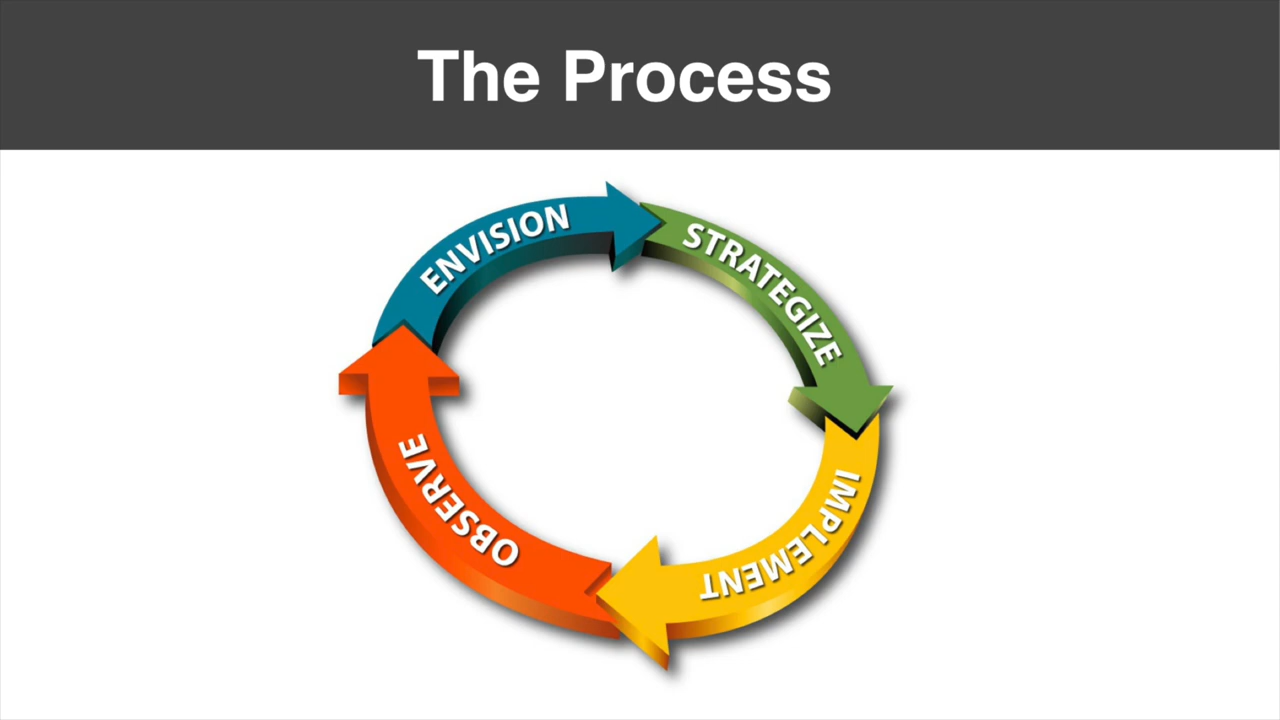 The Process
ENVISION
STRATEGIZE
IMPLEMENT
OBSERVE